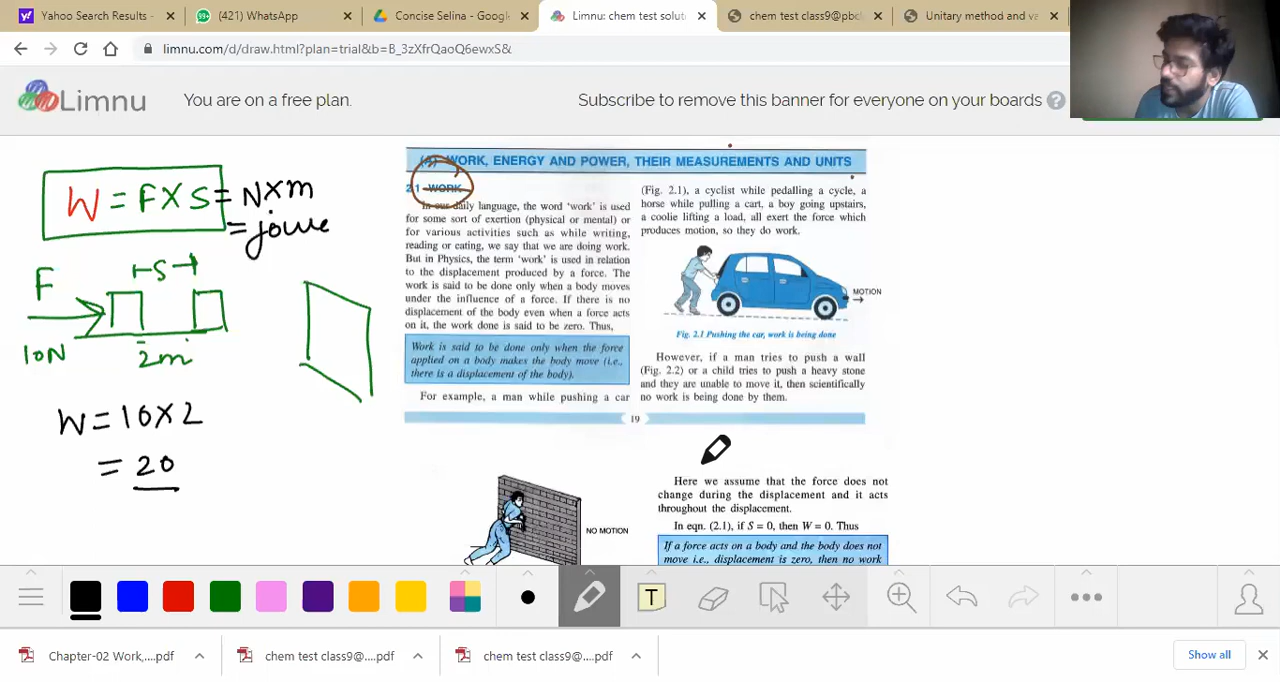 Yahoo Search Results -
(421) WhatsApp
Concise Selina - Google
Limnu: chem test soluti
chem test class9@pbcl
Unitary method and va
limnu.com/d/draw.html?plan=trial&b=B_3zXfrQaoQ6ewxS&
Limnu
You are on a free plan.
Subscribe to remove this banner for everyone on your boards
W = F X S = N X m
= joule
F
S
10N
2m
W = 10 X 2
= 20
(A) WORK, ENERGY AND POWER, THEIR MEASUREMENTS AND UNITS
2.1 WORK
In our daily language, the word 'work' is used
for some sort of exertion (physical or mental) or
for various activities such as while writing,
reading or eating, we say that we are doing work.
But in Physics, the term 'work' is used in relation
to the displacement produced by a force. The
work is said to be done only when a body moves
under the influence of a force. If there is no
displacement of the body even when a force acts
on it, the work done is said to be zero. Thus,
Work is said to be done only when the force
applied on a body makes the body move (i.e.,
there is a displacement of the body).
For example, a man while pushing a car
(Fig. 2.1), a cyclist while pedalling a cycle, a
horse while pulling a cart, a boy going upstairs,
a coolie lifting a load, all exert the force which
produces motion, so they do work.
MOTION
Fig. 2.1 Pushing the car, work is being done
However, if a man tries to push a wall
(Fig. 2.2) or a child tries to push a heavy stone
and they are unable to move it, then scientifically
no work is being done by them.
19
NO MOTION
Here we assume that the force does not
change during the displacement and it acts
throughout the displacement.
In eqn. (2.1), if S = 0, then W = 0. Thus
If a force acts on a body and the body does not
move i.e., displacement is zero, then no work
T
Chapter-02 Work,....pdf
chem test class9@....pdf
chem test class9@....pdf
Show all